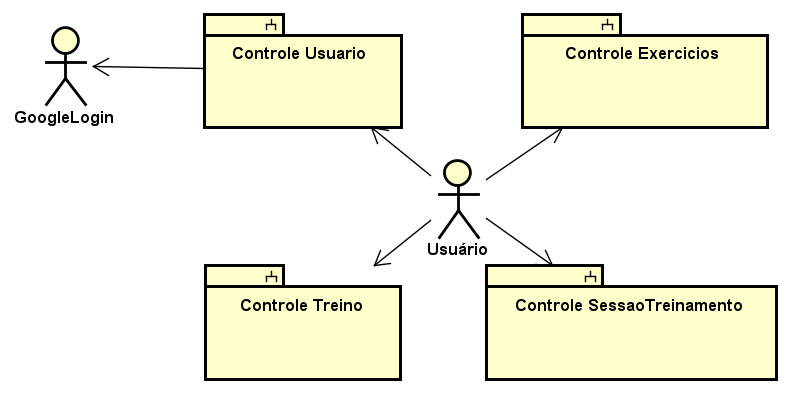 Controle Usuario
Controle Exercicios
GoogleLogin
Usuário
Controle Treino
Controle SessaoTreinamento